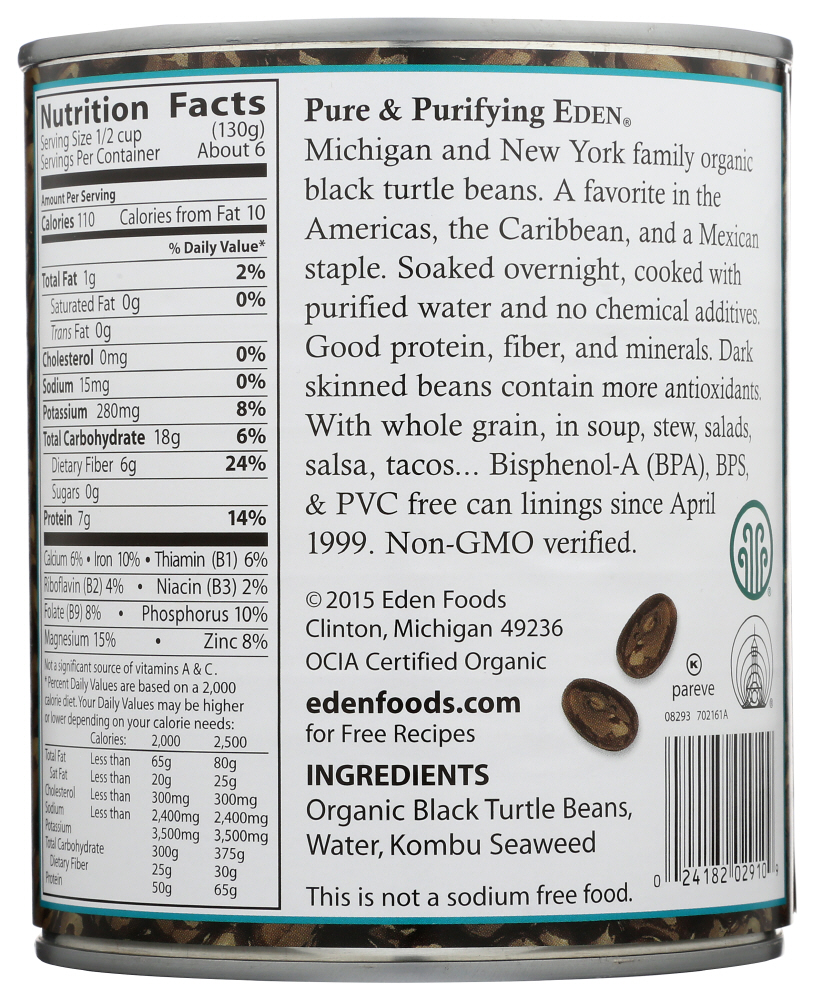 Nutrition Facts
Serving Size 1/2 cup (130g)
Servings Per Container About 6
Amount Per Serving
Calories 110 Calories from Fat 10
% Daily Value*
Total Fat 1g 2%
Saturated Fat 0g 0%
Trans Fat 0g
Cholesterol 0mg 0%
Sodium 15mg 0%
Potassium 280mg 8%
Total Carbohydrate 18g 6%
Dietary Fiber 6g 24%
Sugars 0g
Protein 7g 14%
Calcium 6% • Iron 10% • Thiamin (B1) 6%
Riboflavin (B2) 4% • Niacin (B3) 2%
Folate (B9) 8% • Phosphorus 10%
Magnesium 15% • Zinc 8%
Not a significant source of vitamins A & C.
*Percent Daily Values are based on a 2,000
calorie diet. Your Daily Values may be higher
or lower depending on your calorie needs:
Calories: 2,000 2,500
Total Fat Less than 65g 80g
Sat Fat Less than 20g 25g
Cholesterol Less than 300mg 300mg
Sodium Less than 2,400mg 2,400mg
Potassium 3,500mg 3,500mg
Total Carbohydrate 300g 375g
Dietary Fiber 25g 30g
Protein 50g 65g
Pure & Purifying EDEN®
Michigan and New York family organic
black turtle beans. A favorite in the
Americas, the Caribbean, and a Mexican
staple. Soaked overnight, cooked with
purified water and no chemical additives.
Good protein, fiber, and minerals. Dark
skinned beans contain more antioxidants.
With whole grain, in soup, stew, salads,
salsa, tacos... Bisphenol-A (BPA), BPS,
& PVC free can linings since April
1999. Non-GMO verified.
©2015 Eden Foods
Clinton, Michigan 49236
OCIA Certified Organic
edenfoods.com
for Free Recipes
INGREDIENTS
Organic Black Turtle Beans,
Water, Kombu Seaweed
This is not a sodium free food.
®
K
pareve
®
08293 702161A
0 24182 02910 9